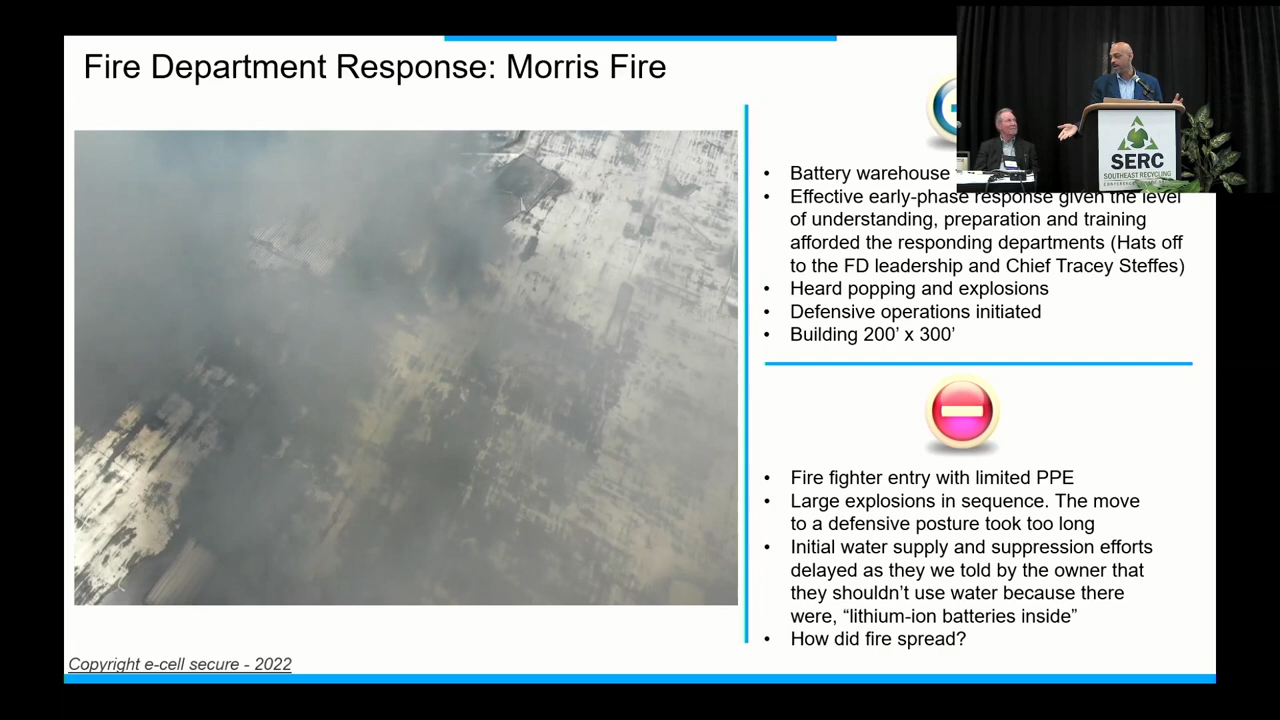 Fire Department Response: Morris Fire
SERC
SOUTHEAST RECYCLING
• Battery warehouse
• Effective early-phase response given the level
of understanding, preparation and training
afforded the responding departments (Hats off
to the FD leadership and Chief Tracey Steffes)
• Heard popping and explosions
• Defensive operations initiated
• Building 200’ x 300’
• Fire fighter entry with limited PPE
• Large explosions in sequence. The move
to a defensive posture took too long
• Initial water supply and suppression efforts
delayed as they we told by the owner that
they shouldn’t use water because there
were, “lithium-ion batteries inside”
• How did fire spread?
Copyright e-cell secure - 2022